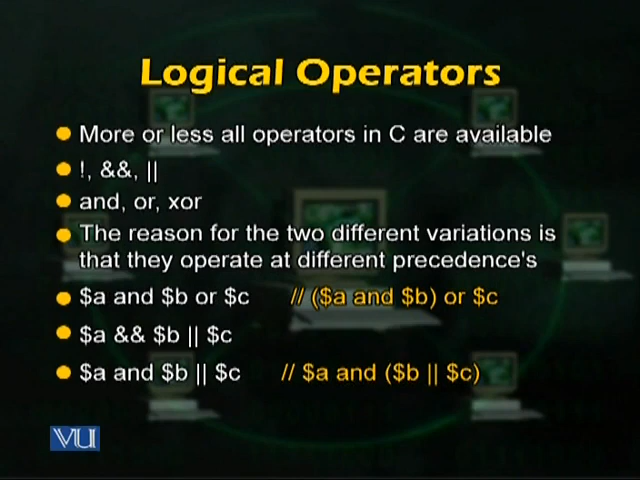 Logical Operators
More or less all operators in C are available
!, &&, ||
and, or, xor
The reason for the two different variations is
that they operate at different precedence's
$a and $b or $c // ($a and $b) or $c
$a && $b || $c
$a and $b || $c // $a and ($b || $c)
VU